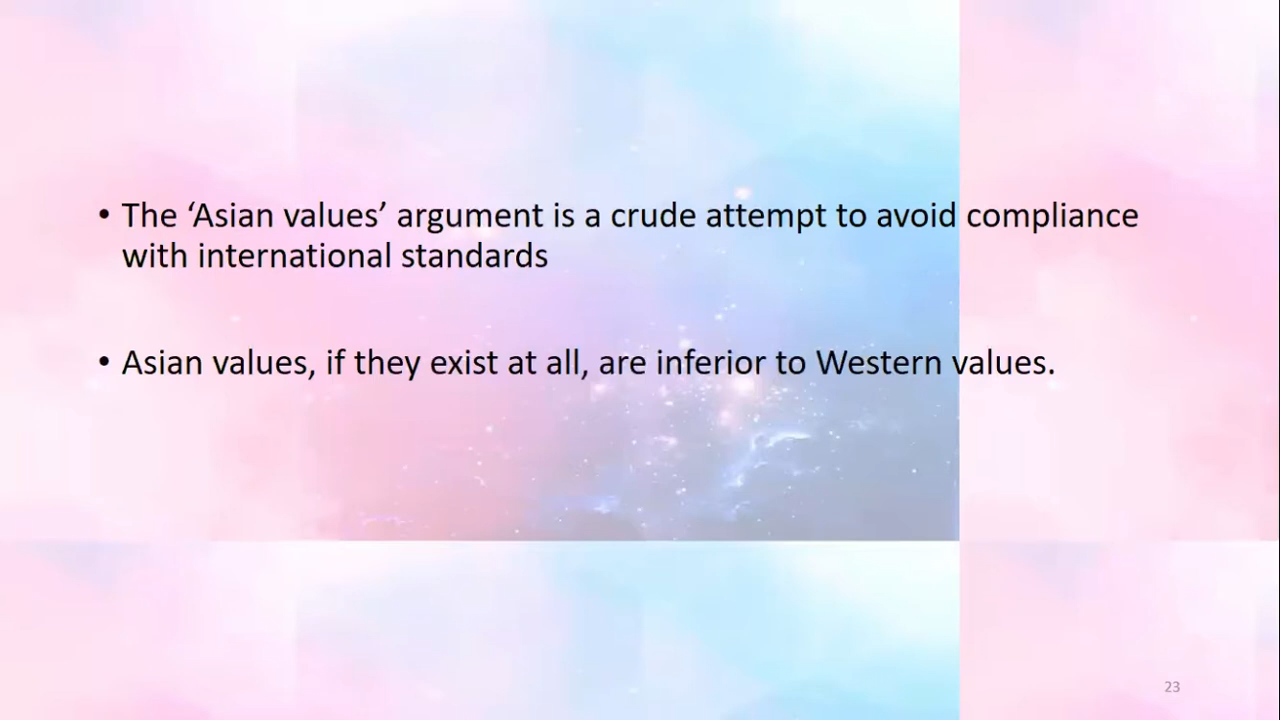 • The ‘Asian values’ argument is a crude attempt to avoid compliance
with international standards
• Asian values, if they exist at all, are inferior to Western values.
23